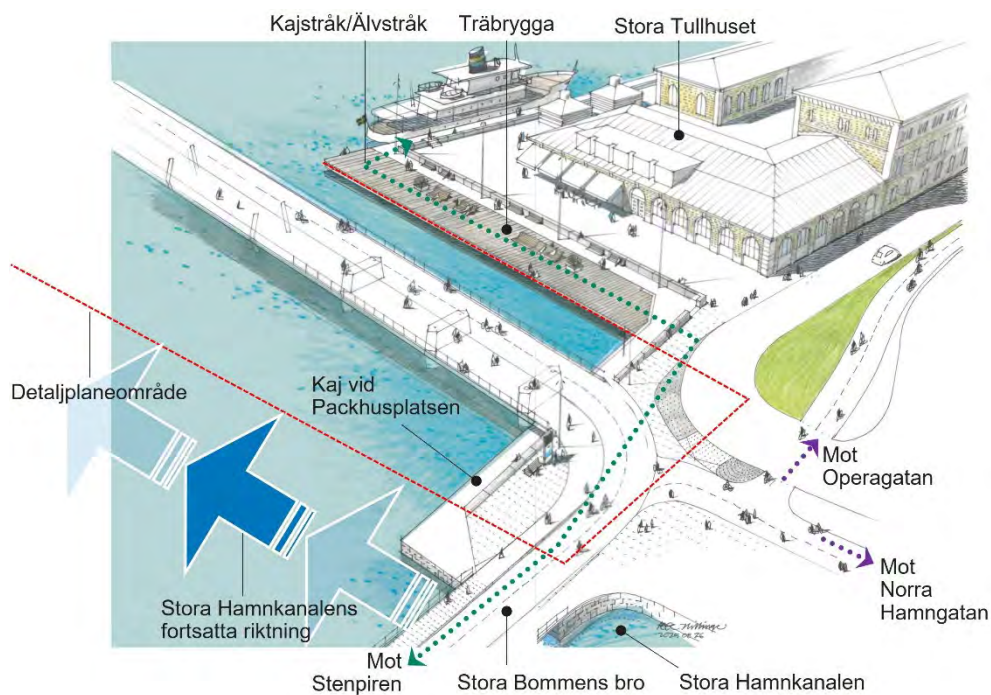 Kajstråk/Älvstråk
Träbrygga
Stora Tullhuset
Detaljplaneområde
Kaj vid
Packhusplatsen
Mot
Operagatan
Mot
Norra
Hamngatan
Stora Hamnkanalens
fortsatta riktning
Mot
Stenpiren
Stora Bommens bro
Stora Hamnkanalen